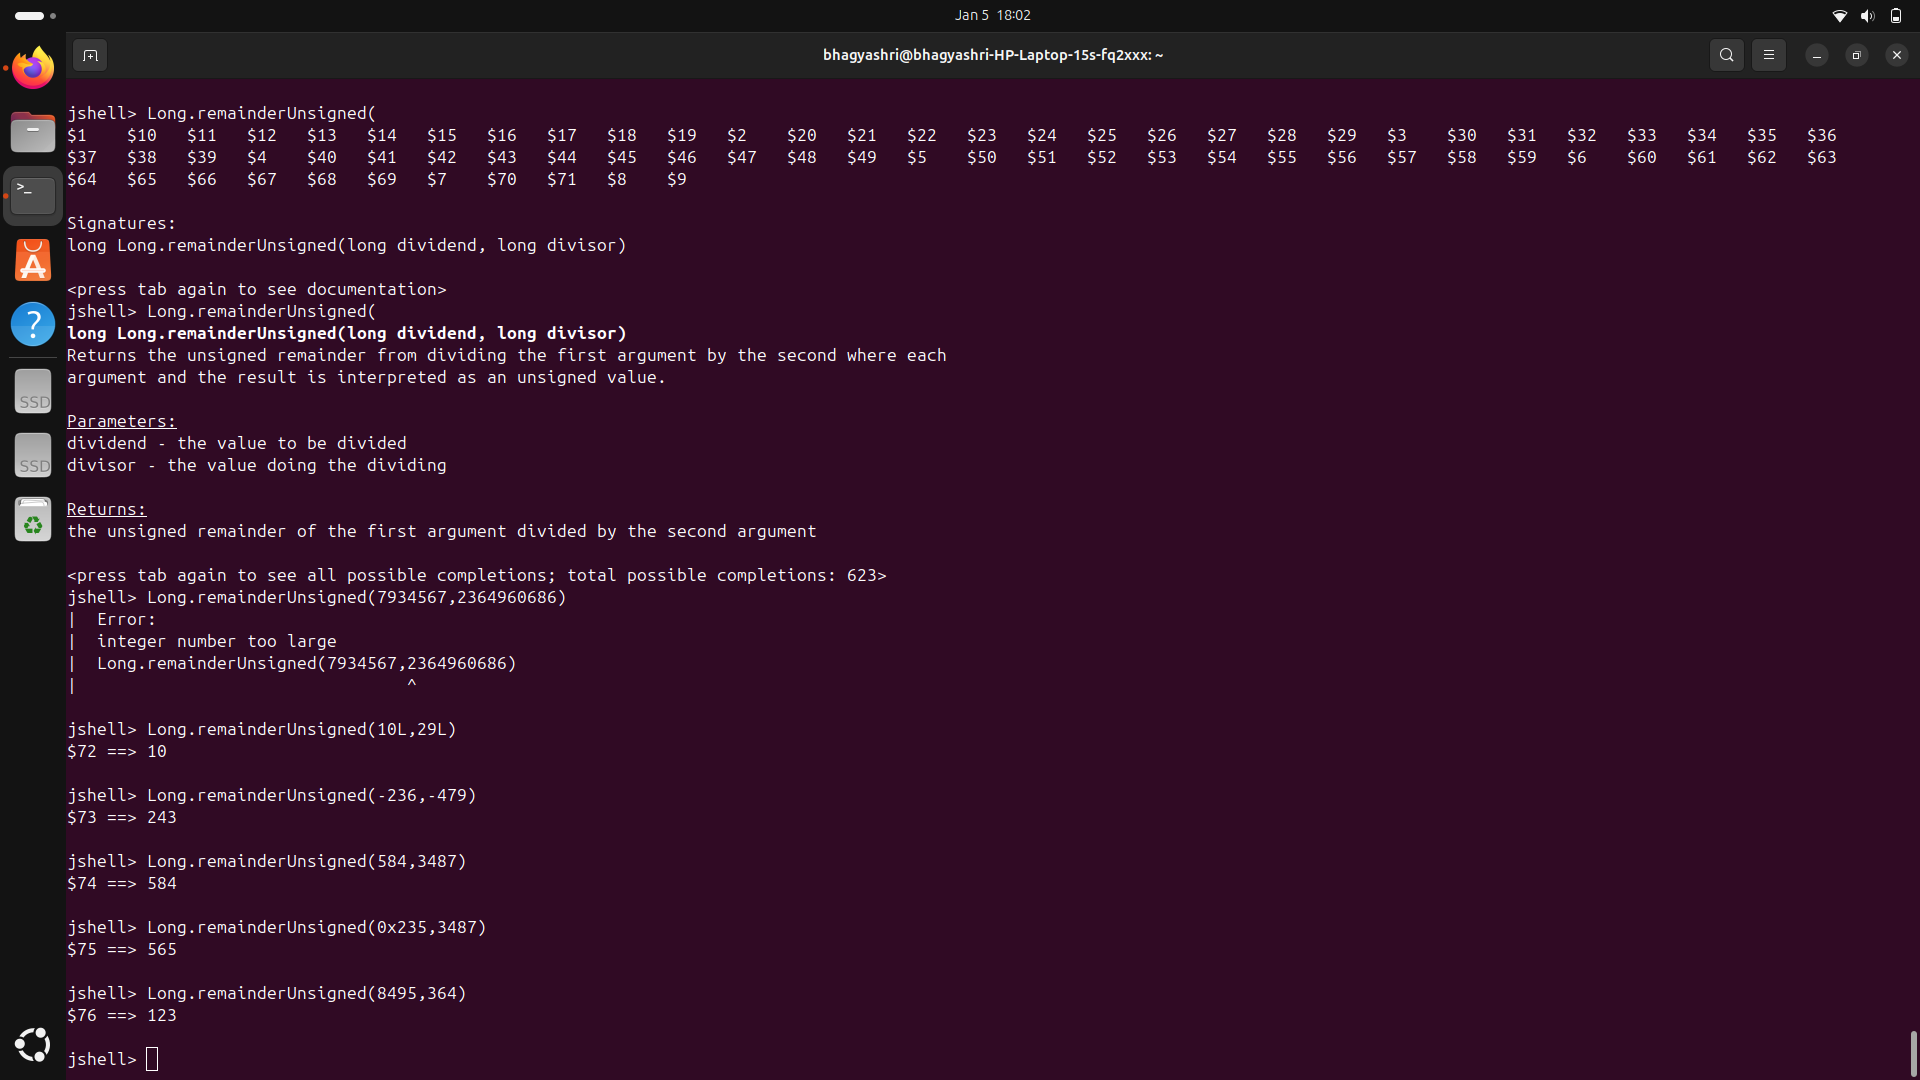 Jan 5 18:02
bhagyashri@bhagyashri-HP-Laptop-15s-fq2xxx: ~
jshell> Long.remainderUnsigned(
$1 $10 $11 $12 $13 $14 $15 $16 $17 $18 $19 $2 $20 $21 $22 $23 $24 $25 $26 $27 $28 $29 $3 $30 $31 $32 $33 $34 $35 $36
$37 $38 $39 $4 $40 $41 $42 $43 $44 $45 $46 $47 $48 $49 $5 $50 $51 $52 $53 $54 $55 $56 $57 $58 $59 $6 $60 $61 $62 $63
$64 $65 $66 $67 $68 $69 $7 $70 $71 $8 $9
Signatures:
long Long.remainderUnsigned(long dividend, long divisor)
<press tab again to see documentation>
jshell> Long.remainderUnsigned(
long Long.remainderUnsigned(long dividend, long divisor)
Returns the unsigned remainder from dividing the first argument by the second where each
argument and the result is interpreted as an unsigned value.
Parameters:
dividend - the value to be divided
divisor - the value doing the dividing
Returns:
the unsigned remainder of the first argument divided by the second argument
<press tab again to see all possible completions; total possible completions: 623>
jshell> Long.remainderUnsigned(7934567,2364960686)
|  Error:
|  integer number too large
|  Long.remainderUnsigned(7934567,2364960686)
|                                 ^
jshell> Long.remainderUnsigned(10L,29L)
$72 ==> 10
jshell> Long.remainderUnsigned(-236,-479)
$73 ==> 243
jshell> Long.remainderUnsigned(584,3487)
$74 ==> 584
jshell> Long.remainderUnsigned(0x235,3487)
$75 ==> 565
jshell> Long.remainderUnsigned(8495,364)
$76 ==> 123
jshell>
SSD
SSD